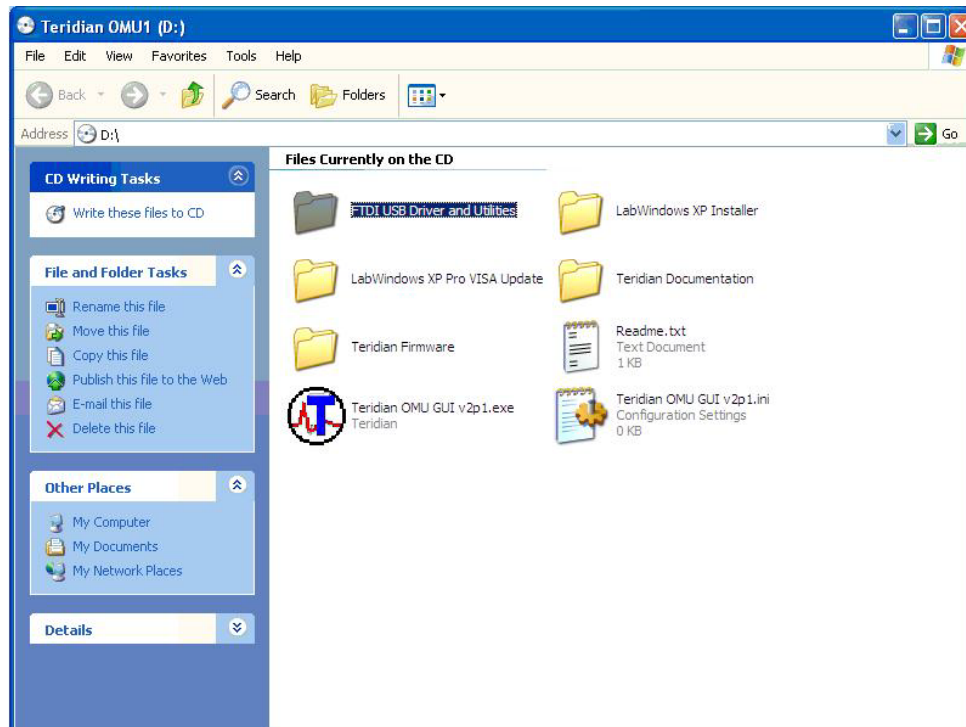 Teridian OMU1 (D:)
File Edit View Favorites Tools Help
Back Search Folders
Address D:\ Go
CD Writing Tasks
Write these files to CD
File and Folder Tasks
Rename this file
Move this file
Copy this file
Publish this file to the Web
E-mail this file
Delete this file
Other Places
My Computer
My Documents
My Network Places
Details
Files Currently on the CD
FTDI USB Driver and Utilities
LabWindows XP Installer
LabWindows XP Pro VISA Update
Teridian Documentation
Teridian Firmware
Readme.txt
Text Document
1 KB
Teridian OMU GUI v2p1.exe
Teridian
Teridian OMU GUI v2p1.ini
Configuration Settings
0 KB